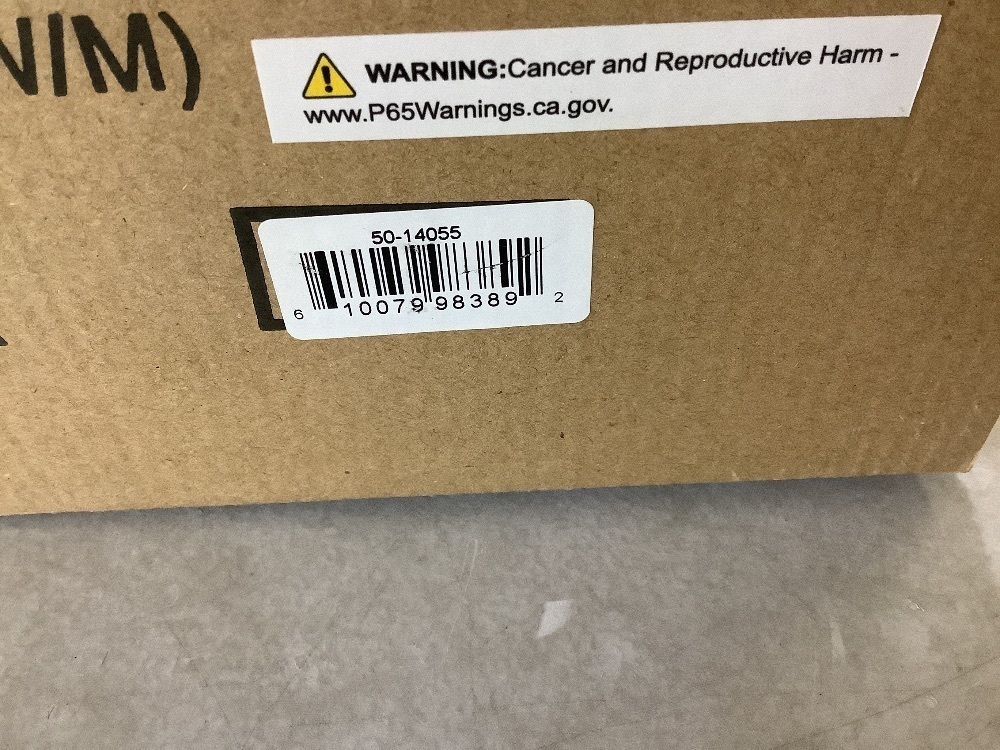 N/M)
WARNING:Cancer and Reproductive Harm -
www.P65Warnings.ca.gov.
50-14055
6 10079 98389 2